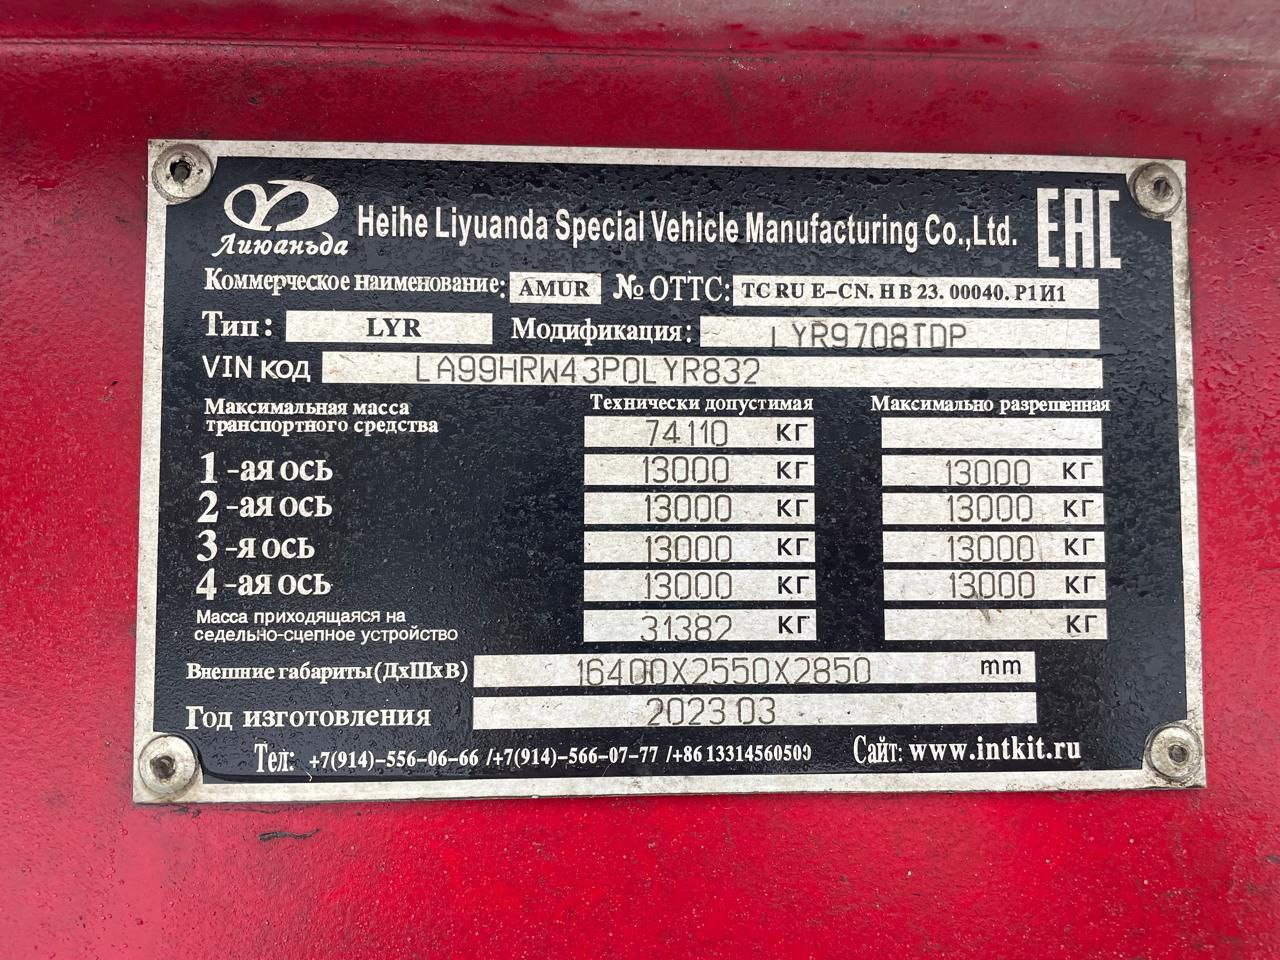 Лиюаньда
Heihe Liyuanda Special Vehicle Manufacturing Co.,Ltd.
EAC
Коммерческое наименование: AMUR № ОТТС: TC RU E-CN. HB23. 00040. P1И1
Тип: LYR Модификация: LYR9708TDP
VIN код LA99HRW43P0LYR832
Максимальная масса транспортного средства
Технически допустимая Максимально разрешенная
74110 кг
1 -ая ось 13000 кг 13000 кг
2 -ая ось 13000 кг 13000 кг
3 -я ось 13000 кг 13000 кг
4 -ая ось 13000 кг 13000 кг
Масса приходящаяся на
седельно-сцепное устройство 31382 кг кг
Внешние габариты(ДхШхВ) 16400X2550X2850 mm
Год изготовления 2023 03
Тел: +7(914)-556-06-66 /+7(914)-566-07-77 /+86 13314560500 Сайт: www.intkit.ru